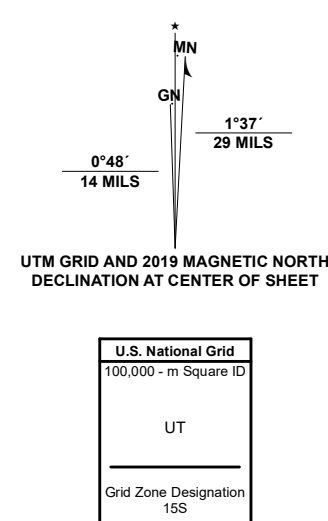 ★
MN
GN
1°37´
29 MILS
0°48´
14 MILS
UTM GRID AND 2019 MAGNETIC NORTH
DECLINATION AT CENTER OF SHEET
U.S. National Grid
100,000 - m Square ID
UT
Grid Zone Designation
15S